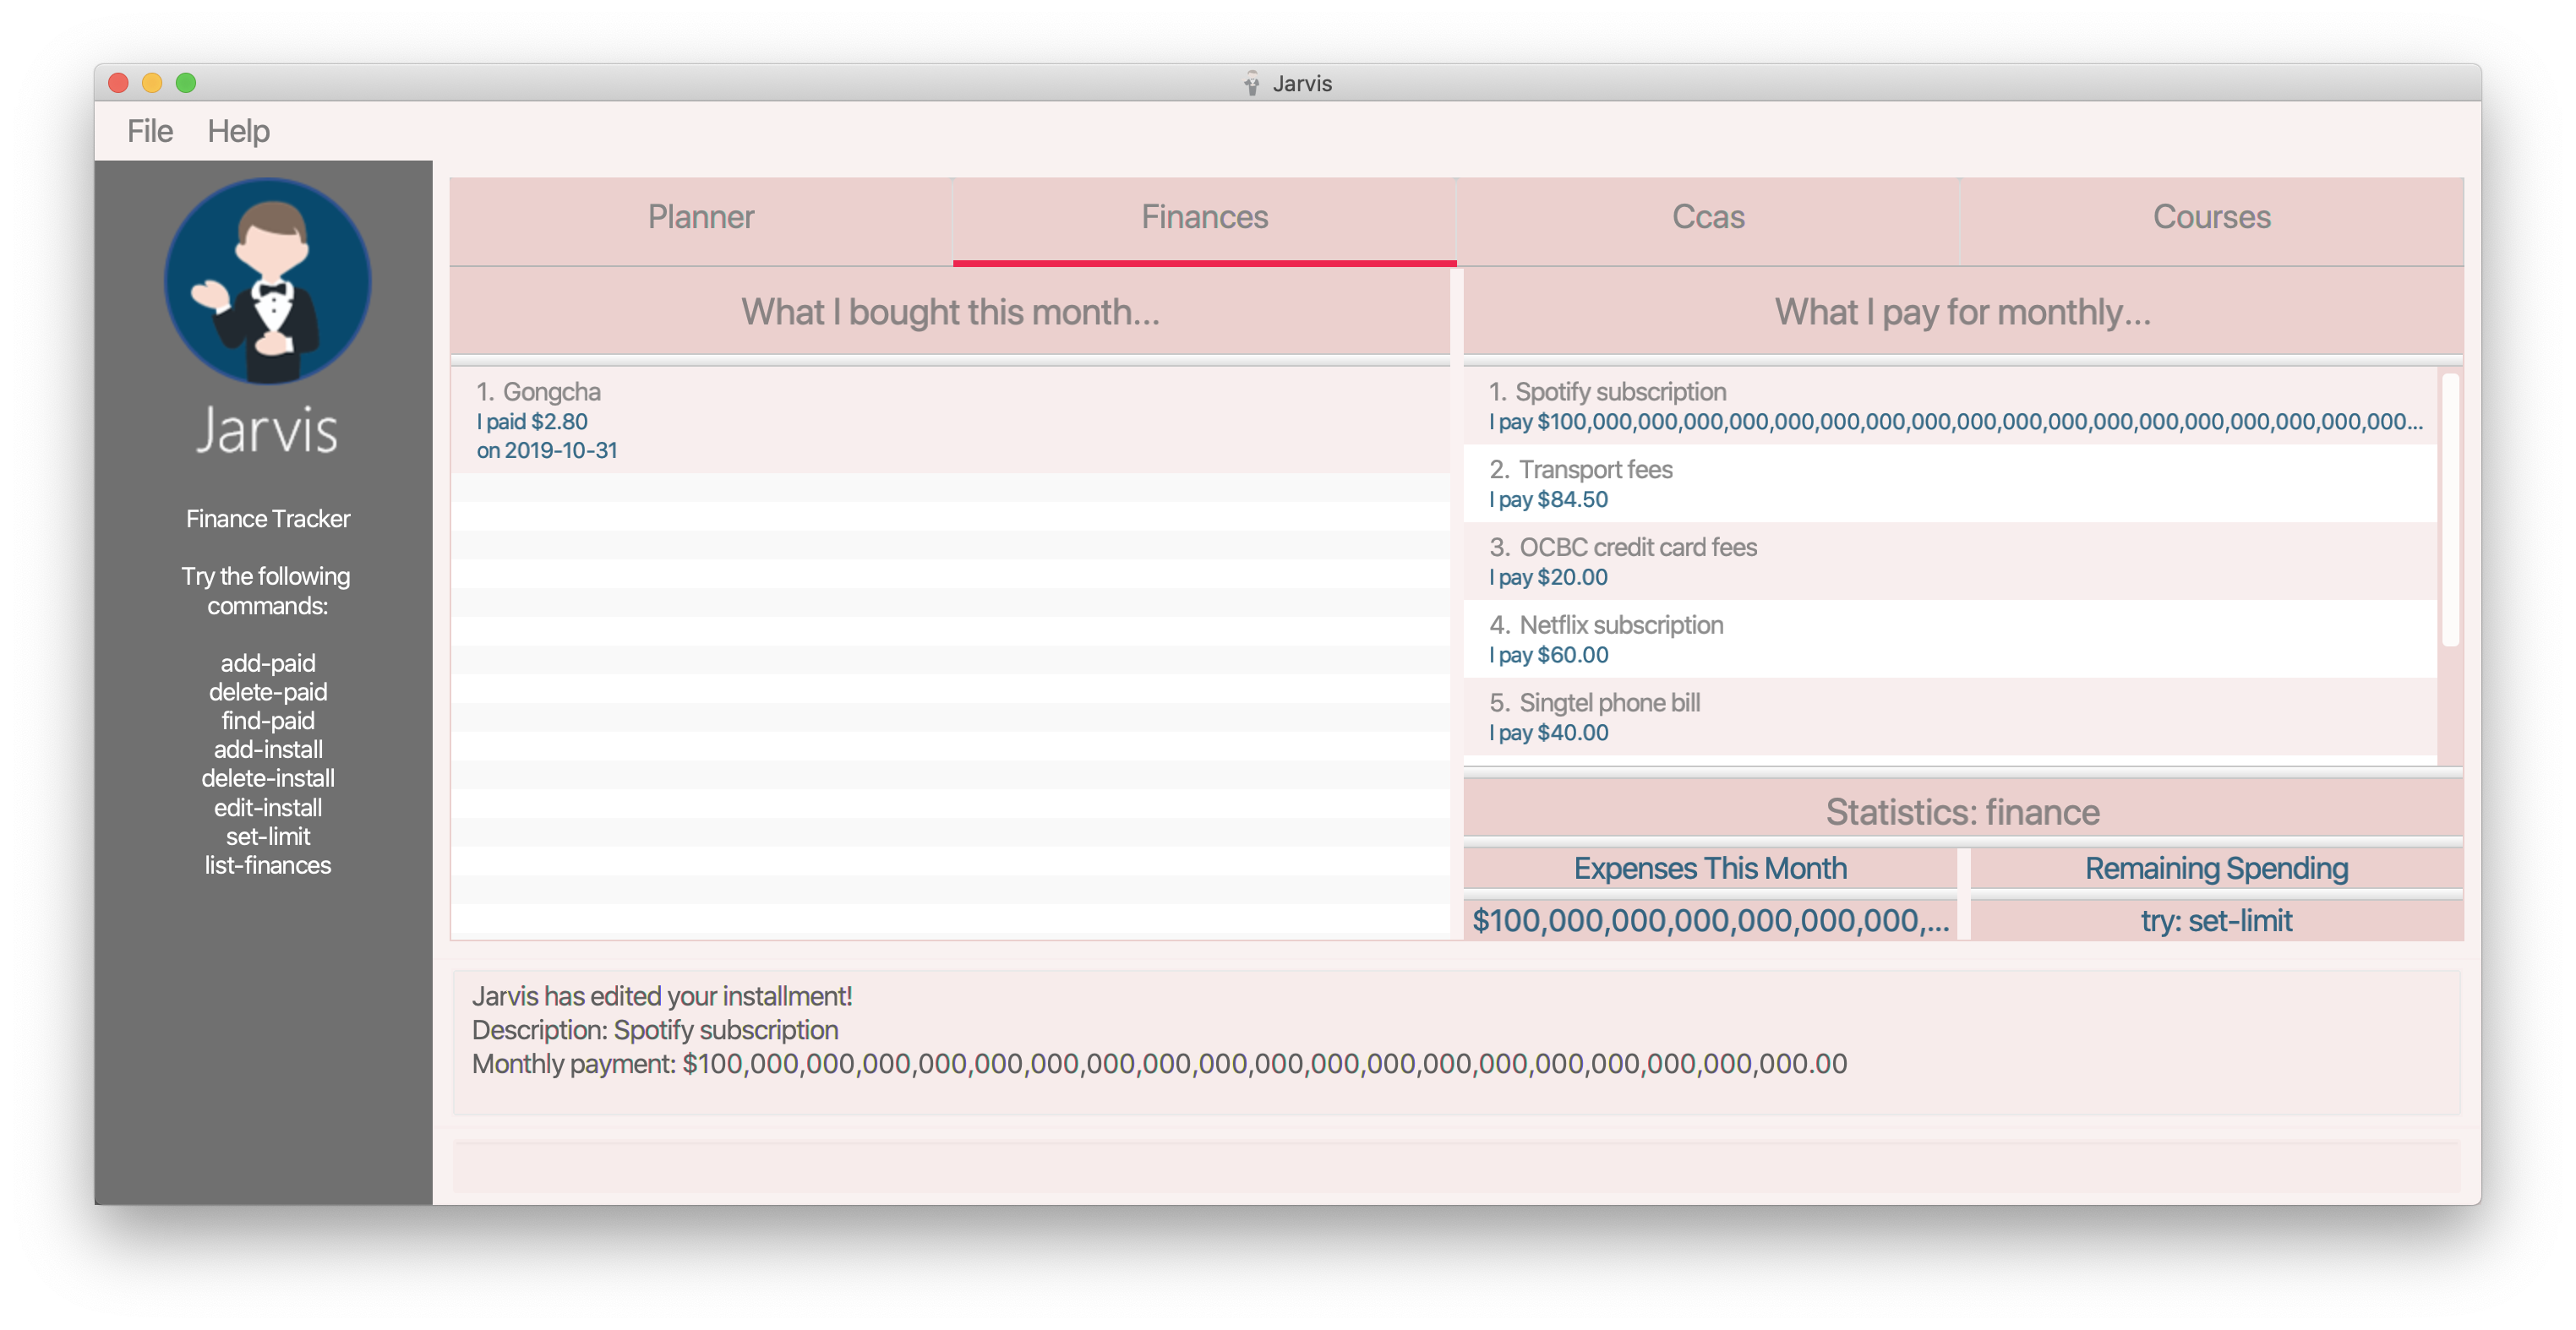 Jarvis
File Help
Planner Finances Ccas Courses
Jarvis
Finance Tracker
Try the following
commands:
add-paid
delete-paid
find-paid
add-install
delete-install
edit-install
set-limit
list-finances
What I bought this month...
1. Gongcha
I paid $2.80
on 2019-10-31
What I pay for monthly...
1. Spotify subscription
I pay $100,000,000,000,000,000,000,000,000,000,000,000,000,000,000,000,000,000,000,000...
2. Transport fees
I pay $84.50
3. OCBC credit card fees
I pay $20.00
4. Netflix subscription
I pay $60.00
5. Singtel phone bill
I pay $40.00
Statistics: finance
Expenses This Month
$100,000,000,000,000,000,000,...
Remaining Spending
try: set-limit
Jarvis has edited your installment!
Description: Spotify subscription
Monthly payment: $100,000,000,000,000,000,000,000,000,000,000,000,000,000,000,000,000,000,000,000,000.00